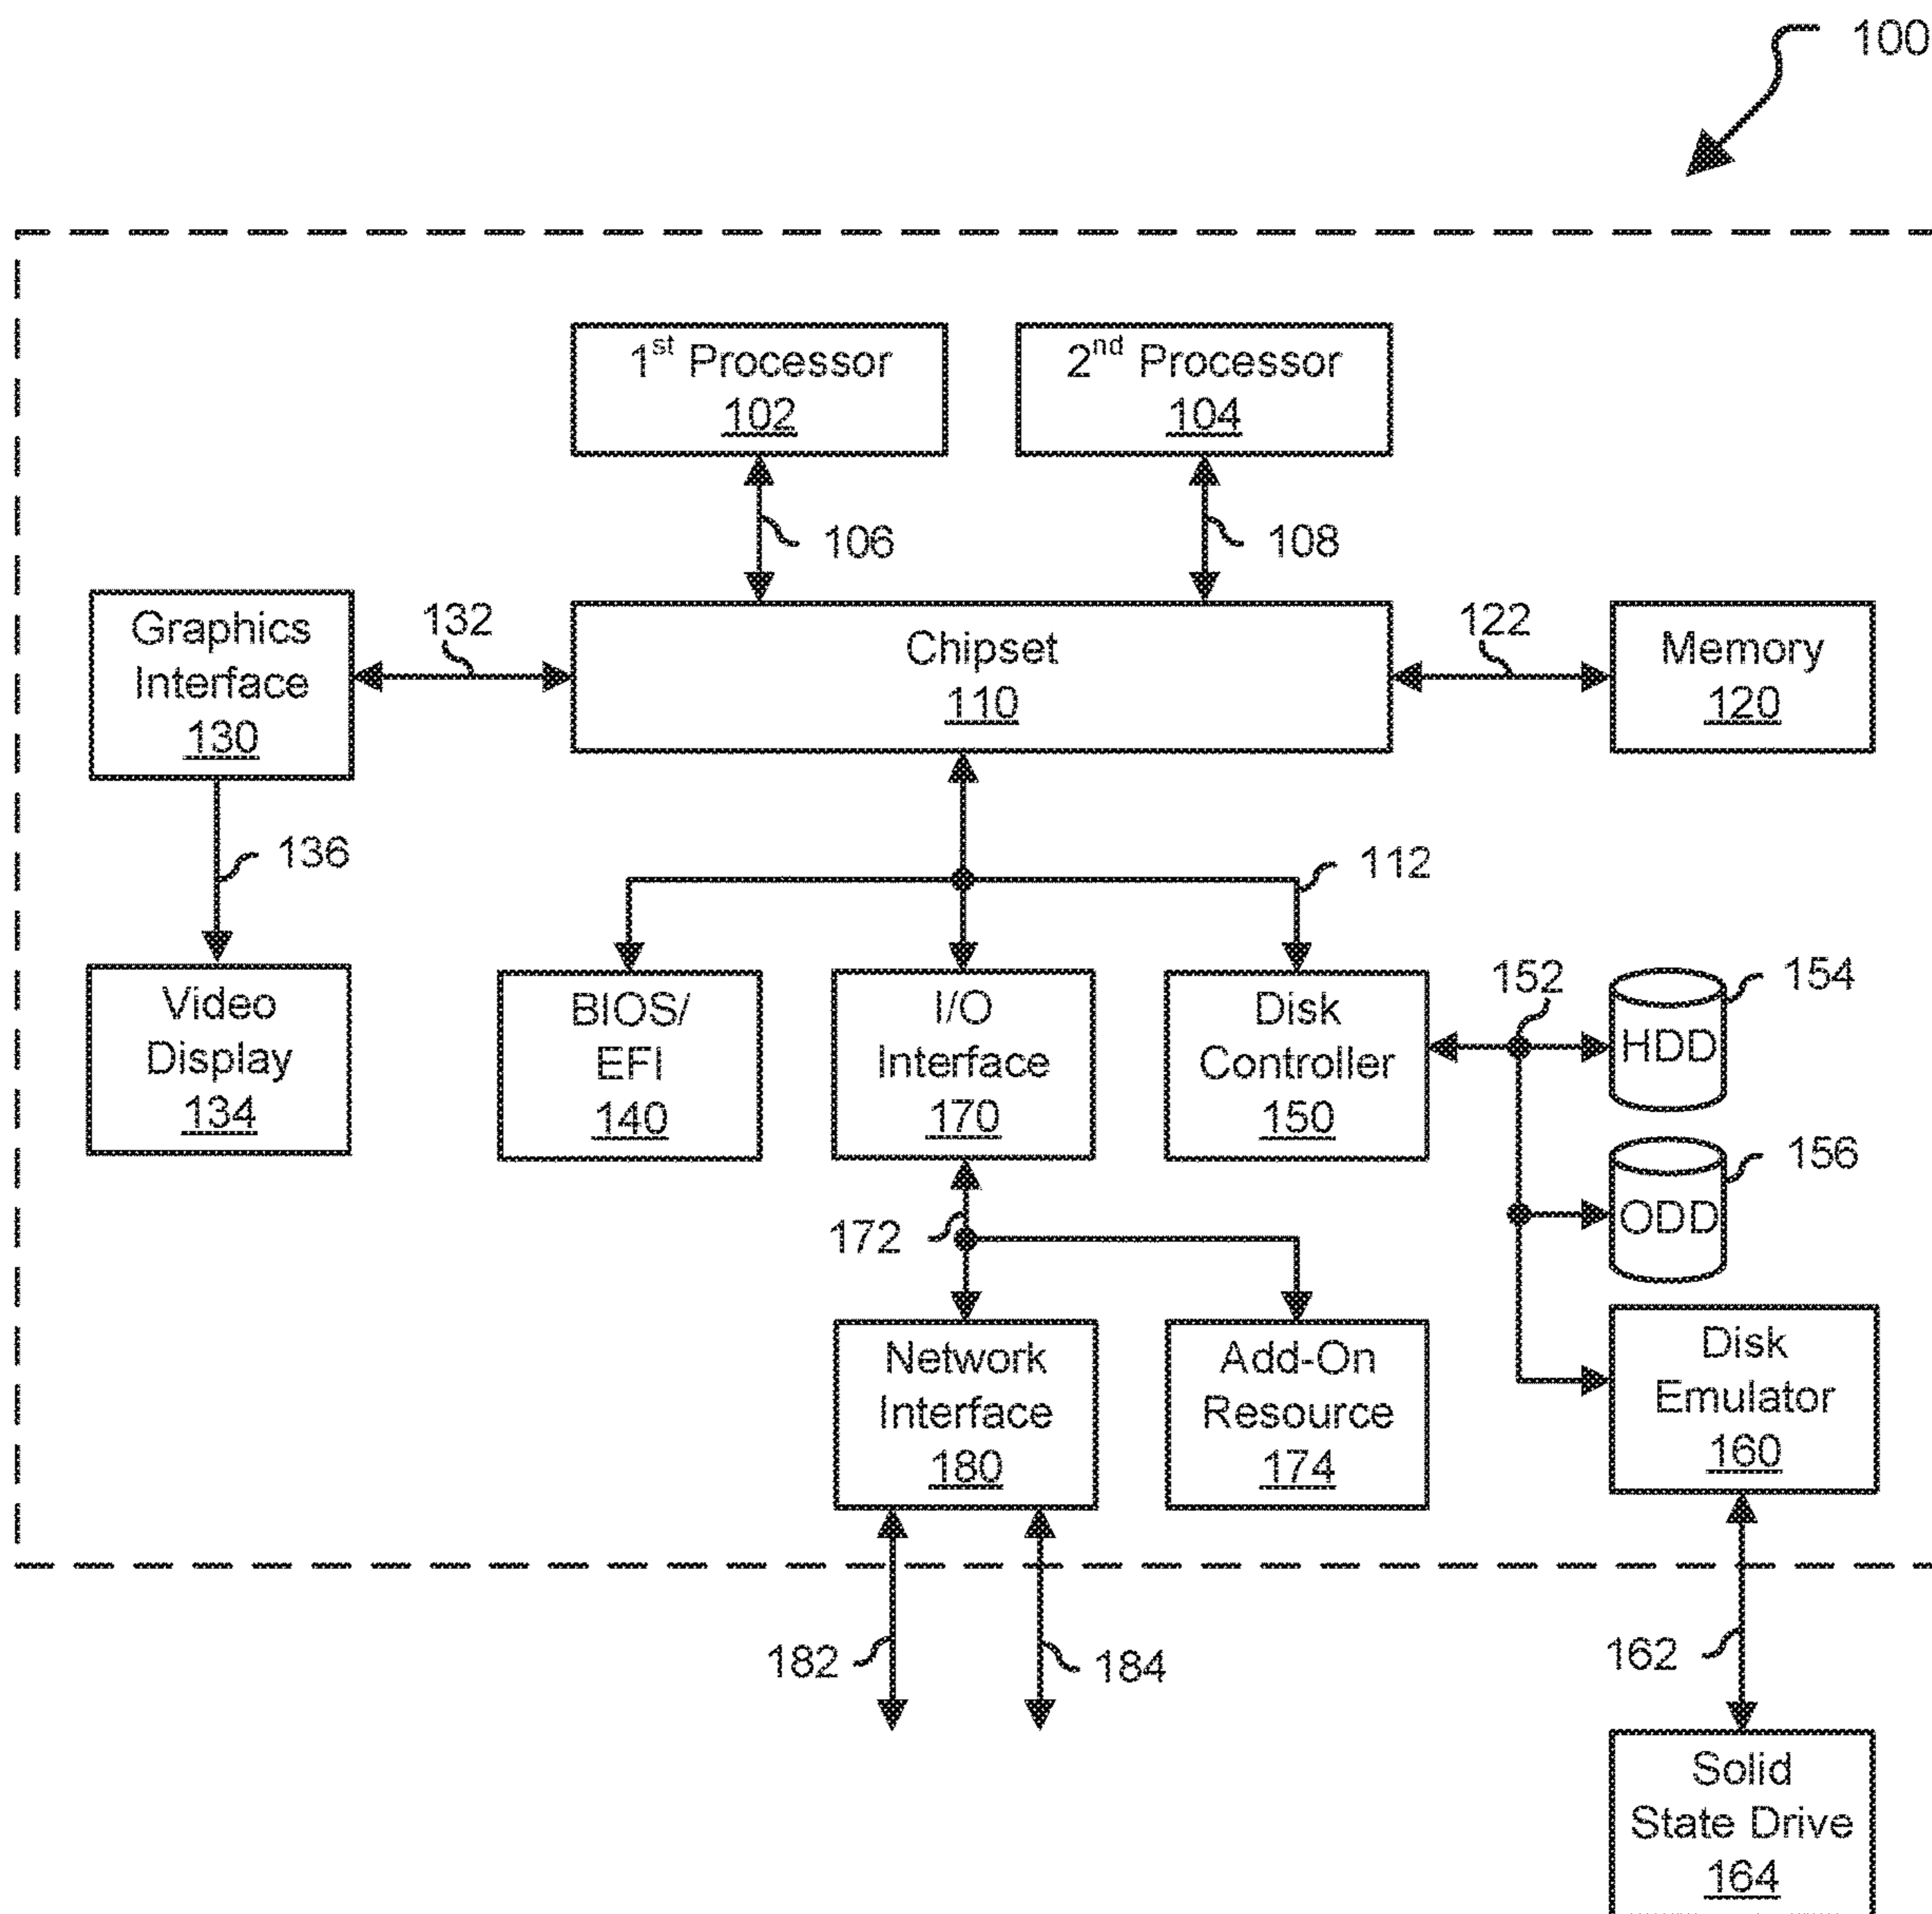 100
1st Processor
102
2nd Processor
104
106
108
Graphics
Interface
130
132
Chipset
110
122
Memory
120
136
112
Video
Display
134
BIOS/
EFI
140
I/O
Interface
170
Disk
Controller
150
152
HDD
154
ODD
156
172
Network
Interface
180
Add-On
Resource
174
Disk
Emulator
160
182
184
162
Solid
State Drive
164